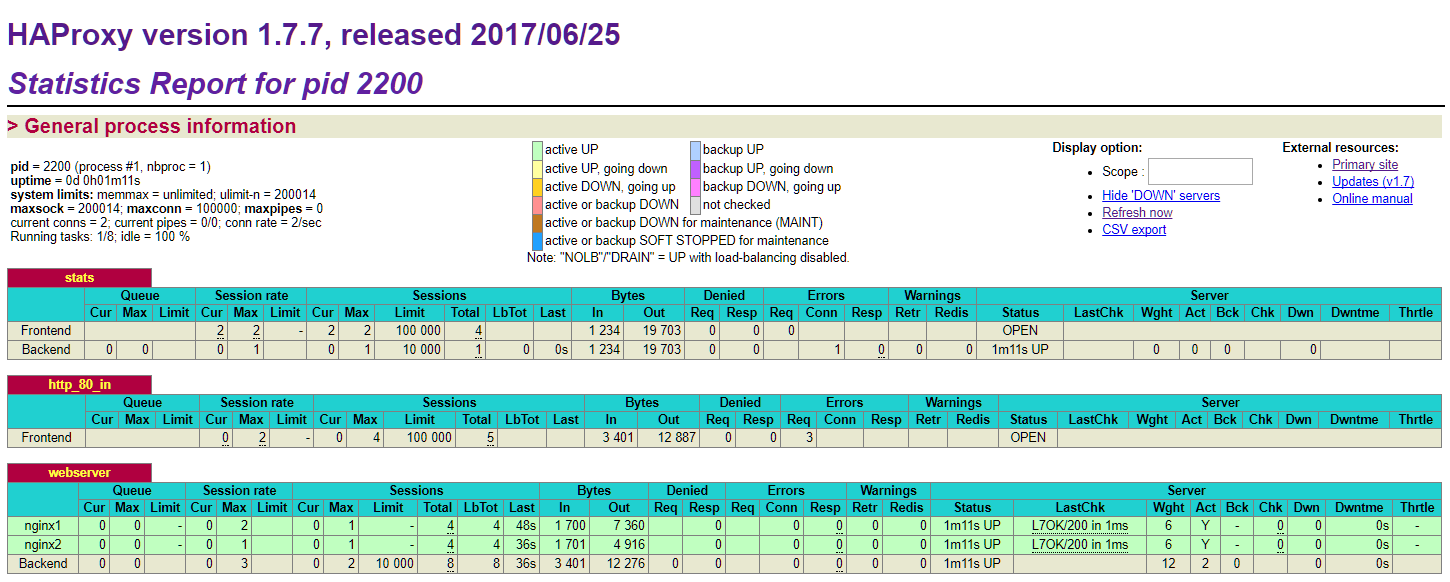 HAProxy version 1.7.7, released 2017/06/25
Statistics Report for pid 2200
> General process information
pid = 2200 (process #1, nbproc = 1)
uptime = 0d 0h01m11s
system limits: memmax = unlimited; ulimit-n = 200014
maxsock = 200014; maxconn = 100000; maxpipes = 0
current conns = 2; current pipes = 0/0; conn rate = 2/sec
Running tasks: 1/8; idle = 100 %
active UP backup UP
active UP, going down backup UP, going down
active DOWN, going up backup DOWN, going up
active or backup DOWN not checked
active or backup DOWN for maintenance (MAINT)
active or backup SOFT STOPPED for maintenance
Note: "NOLB"/"DRAIN" = UP with load-balancing disabled.
Display option:
• Scope :
• Hide 'DOWN' servers
• Refresh now
• CSV export
External resources:
• Primary site
• Updates (v1.7)
• Online manual
stats
Queue Session rate Sessions Bytes Denied Errors Warnings Server
Cur Max Limit Cur Max Limit Cur Max Limit Total LbTot Last In Out Req Resp Req Conn Resp Retr Redis Status LastChk Wght Act Bck Chk Dwn Dwntme Thrtle
Frontend 2 2 - 2 2 100 000 4 1 234 19 703 0 0 0 OPEN
Backend 0 0 0 1 0 1 10 000 1 0 0s 1 234 19 703 0 0 1 0 0 0 1m11s UP 0 0 0 0
http_80_in
Queue Session rate Sessions Bytes Denied Errors Warnings Server
Cur Max Limit Cur Max Limit Cur Max Limit Total LbTot Last In Out Req Resp Req Conn Resp Retr Redis Status LastChk Wght Act Bck Chk Dwn Dwntme Thrtle
Frontend 0 2 - 0 4 100 000 5 3 401 12 887 0 0 3 OPEN
webserver
Queue Session rate Sessions Bytes Denied Errors Warnings Server
Cur Max Limit Cur Max Limit Cur Max Limit Total LbTot Last In Out Req Resp Req Conn Resp Retr Redis Status LastChk Wght Act Bck Chk Dwn Dwntme Thrtle
nginx1 0 0 - 0 2 0 1 - 4 4 48s 1 700 7 360 0 0 0 0 0 1m11s UP L7OK/200 in 1ms 6 Y - 0 0 0s -
nginx2 0 0 - 0 1 0 1 - 4 4 36s 1 701 4 916 0 0 0 0 0 1m11s UP L7OK/200 in 1ms 6 Y - 0 0 0s -
Backend 0 0 0 3 0 2 10 000 8 8 36s 3 401 12 276 0 0 0 0 0 0 1m11s UP 12 2 0 0 0s